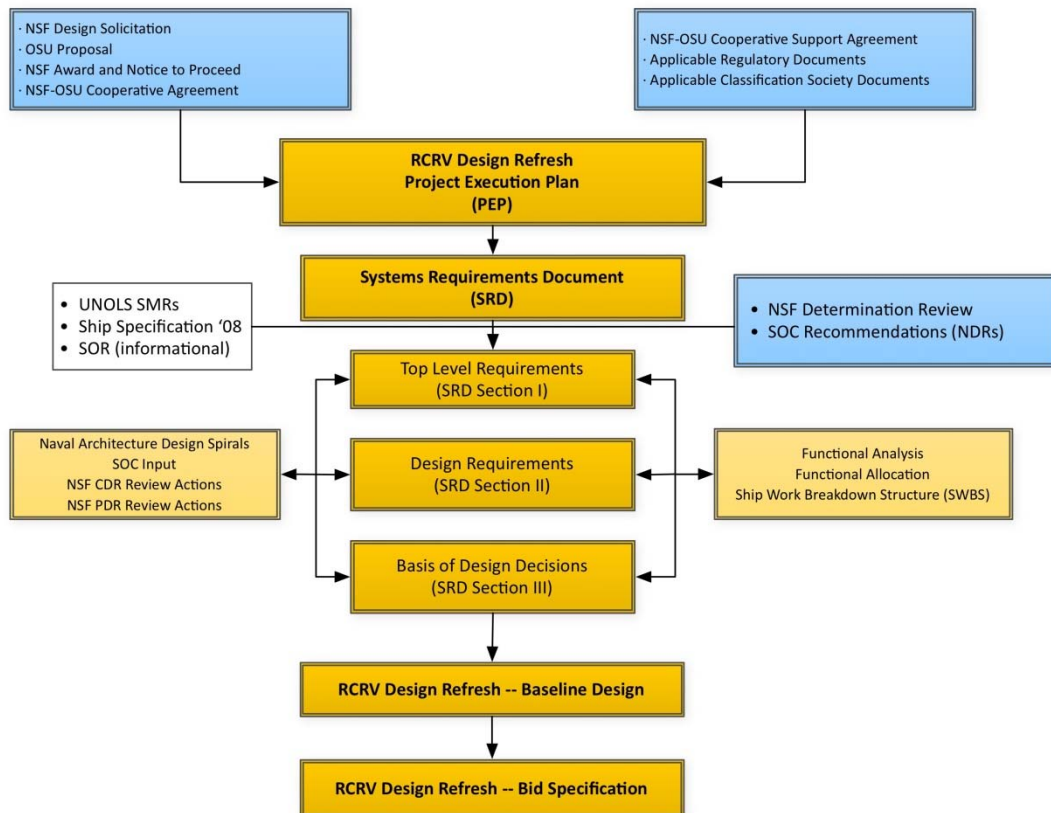 · NSF Design Solicitation
· OSU Proposal
· NSF Award and Notice to Proceed
· NSF-OSU Cooperative Agreement
· NSF-OSU Cooperative Support Agreement
· Applicable Regulatory Documents
· Applicable Classification Society Documents
RCRV Design Refresh
Project Execution Plan
(PEP)
Systems Requirements Document
(SRD)
• UNOLS SMRs
• Ship Specification ‘08
• SOR (informational)
• NSF Determination Review
• SOC Recommendations (NDRs)
Top Level Requirements
(SRD Section I)
Naval Architecture Design Spirals
SOC Input
NSF CDR Review Actions
NSF PDR Review Actions
Design Requirements
(SRD Section II)
Functional Analysis
Functional Allocation
Ship Work Breakdown Structure (SWBS)
Basis of Design Decisions
(SRD Section III)
RCRV Design Refresh -- Baseline Design
RCRV Design Refresh -- Bid Specification